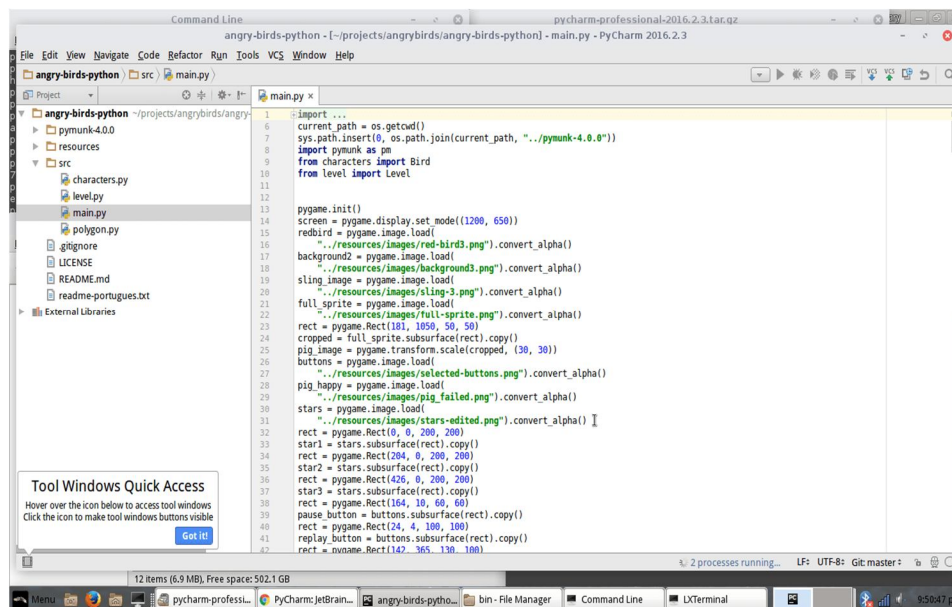 Command Line
pycharm-professional-2016.2.3.tar.gz
angry-birds-python - [~/projects/angrybirds/angry-birds-python] - main.py - PyCharm 2016.2.3
File Edit View Navigate Code Refactor Run Tools VCS Window Help
angry-birds-python src main.py
VCS VCS
Project
main.py ×
angry-birds-python ~/projects/angrybirds/angry-
pymunk-4.0.0
resources
src
characters.py
level.py
main.py
polygon.py
.gitignore
LICENSE
README.md
readme-portugues.txt
External Libraries
1 import ...
6 current_path = os.getcwd()
7 sys.path.insert(0, os.path.join(current_path, "../pymunk-4.0.0"))
8 import pymunk as pm
9 from characters import Bird
10 from level import Level
11
12
13 pygame.init()
14 screen = pygame.display.set_mode((1200, 650))
15 redbird = pygame.image.load(
16 "../resources/images/red-bird3.png").convert_alpha()
17 background2 = pygame.image.load(
18 "../resources/images/background3.png").convert_alpha()
19 sling_image = pygame.image.load(
20 "../resources/images/sling-3.png").convert_alpha()
21 full_sprite = pygame.image.load(
22 "../resources/images/full-sprite.png").convert_alpha()
23 rect = pygame.Rect(181, 1050, 50, 50)
24 cropped = full_sprite.subsurface(rect).copy()
25 pig_image = pygame.transform.scale(cropped, (30, 30))
26 buttons = pygame.image.load(
27 "../resources/images/selected-buttons.png").convert_alpha()
28 pig_happy = pygame.image.load(
29 "../resources/images/pig_failed.png").convert_alpha()
30 stars = pygame.image.load(
31 "../resources/images/stars-edited.png").convert_alpha()
32 rect = pygame.Rect(0, 0, 200, 200)
33 star1 = stars.subsurface(rect).copy()
34 rect = pygame.Rect(204, 0, 200, 200)
35 star2 = stars.subsurface(rect).copy()
36 rect = pygame.Rect(426, 0, 200, 200)
37 star3 = stars.subsurface(rect).copy()
38 rect = pygame.Rect(164, 10, 60, 60)
39 pause_button = buttons.subsurface(rect).copy()
40 rect = pygame.Rect(24, 4, 100, 100)
41 replay_button = buttons.subsurface(rect).copy()
42 rect = pygame.Rect(142, 365, 130, 100)
Tool Windows Quick Access
Hover over the icon below to access tool windows
Click the icon to make tool windows buttons visible
Got it!
2 processes running...
LF÷ UTF-8÷ Git: master÷
12 items (6.9 MB), Free space: 502.1 GB
Menu pycharm-professi... PyCharm: JetBrain... angry-birds-pytho... bin - File Manager Command Line LXTerminal 9:50:47